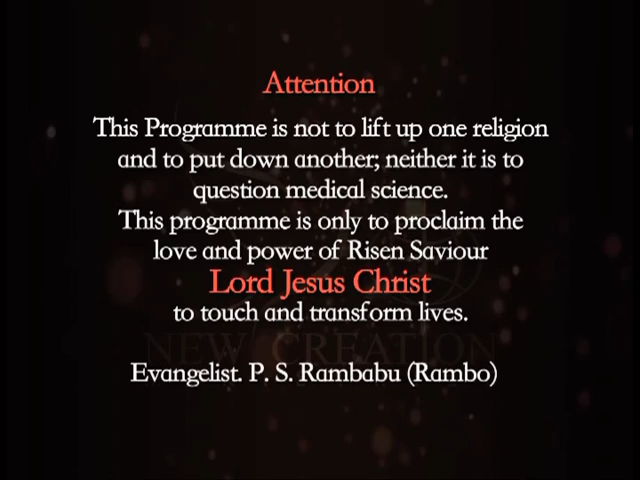 Attention
This Programme is not to lift up one religion
and to put down another; neither it is to
question medical science.
This programme is only to proclaim the
love and power of Risen Saviour
Lord Jesus Christ
to touch and transform lives.
NEW CREATION
Evangelist. P. S. Rambabu (Rambo)